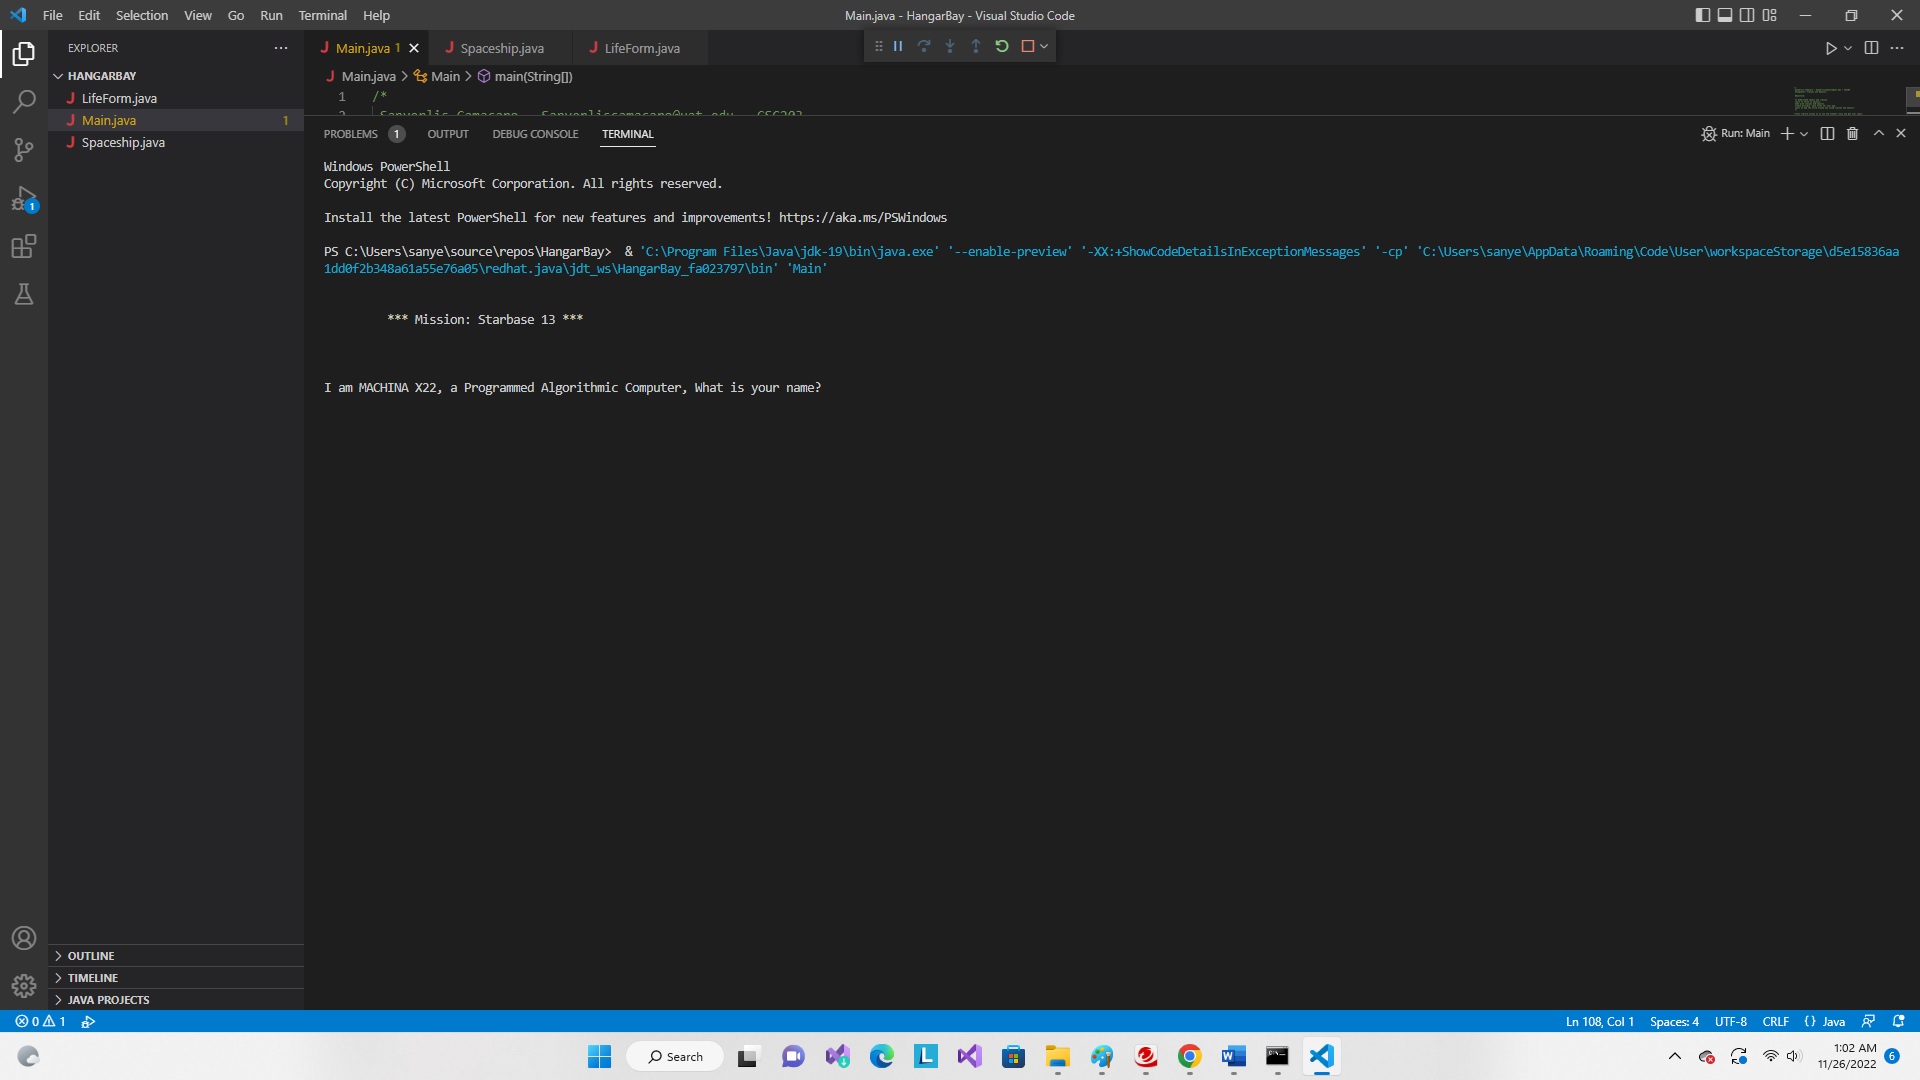 File Edit Selection View Go Run Terminal Help
Main.java - HangarBay - Visual Studio Code
EXPLORER
HANGARBAY
LifeForm.java
Main.java 1
Spaceship.java
Main.java 1 Spaceship.java LifeForm.java
Main.java > Main > main(String[])
1 /*
2
PROBLEMS 1 OUTPUT DEBUG CONSOLE TERMINAL
Run: Main
Windows PowerShell
Copyright (C) Microsoft Corporation. All rights reserved.
Install the latest PowerShell for new features and improvements! https://aka.ms/PSWindows
PS C:\Users\sanye\source\repos\HangarBay>  & 'C:\Program Files\Java\jdk-19\bin\java.exe' '--enable-preview' '-XX:+ShowCodeDetailsInExceptionMessages' '-cp' 'C:\Users\sanye\AppData\Roaming\Code\User\workspaceStorage\d5e15836aa
1dd0f2b348a61a55e76a05\redhat.java\jdt_ws\HangarBay_fa023797\bin' 'Main'
*** Mission: Starbase 13 ***
I am MACHINA X22, a Programmed Algorithmic Computer, What is your name?
1
OUTLINE
TIMELINE
JAVA PROJECTS
0 1
Ln 108, Col 1 Spaces: 4 UTF-8 CRLF {} Java
Search
1:02 AM
11/26/2022
6